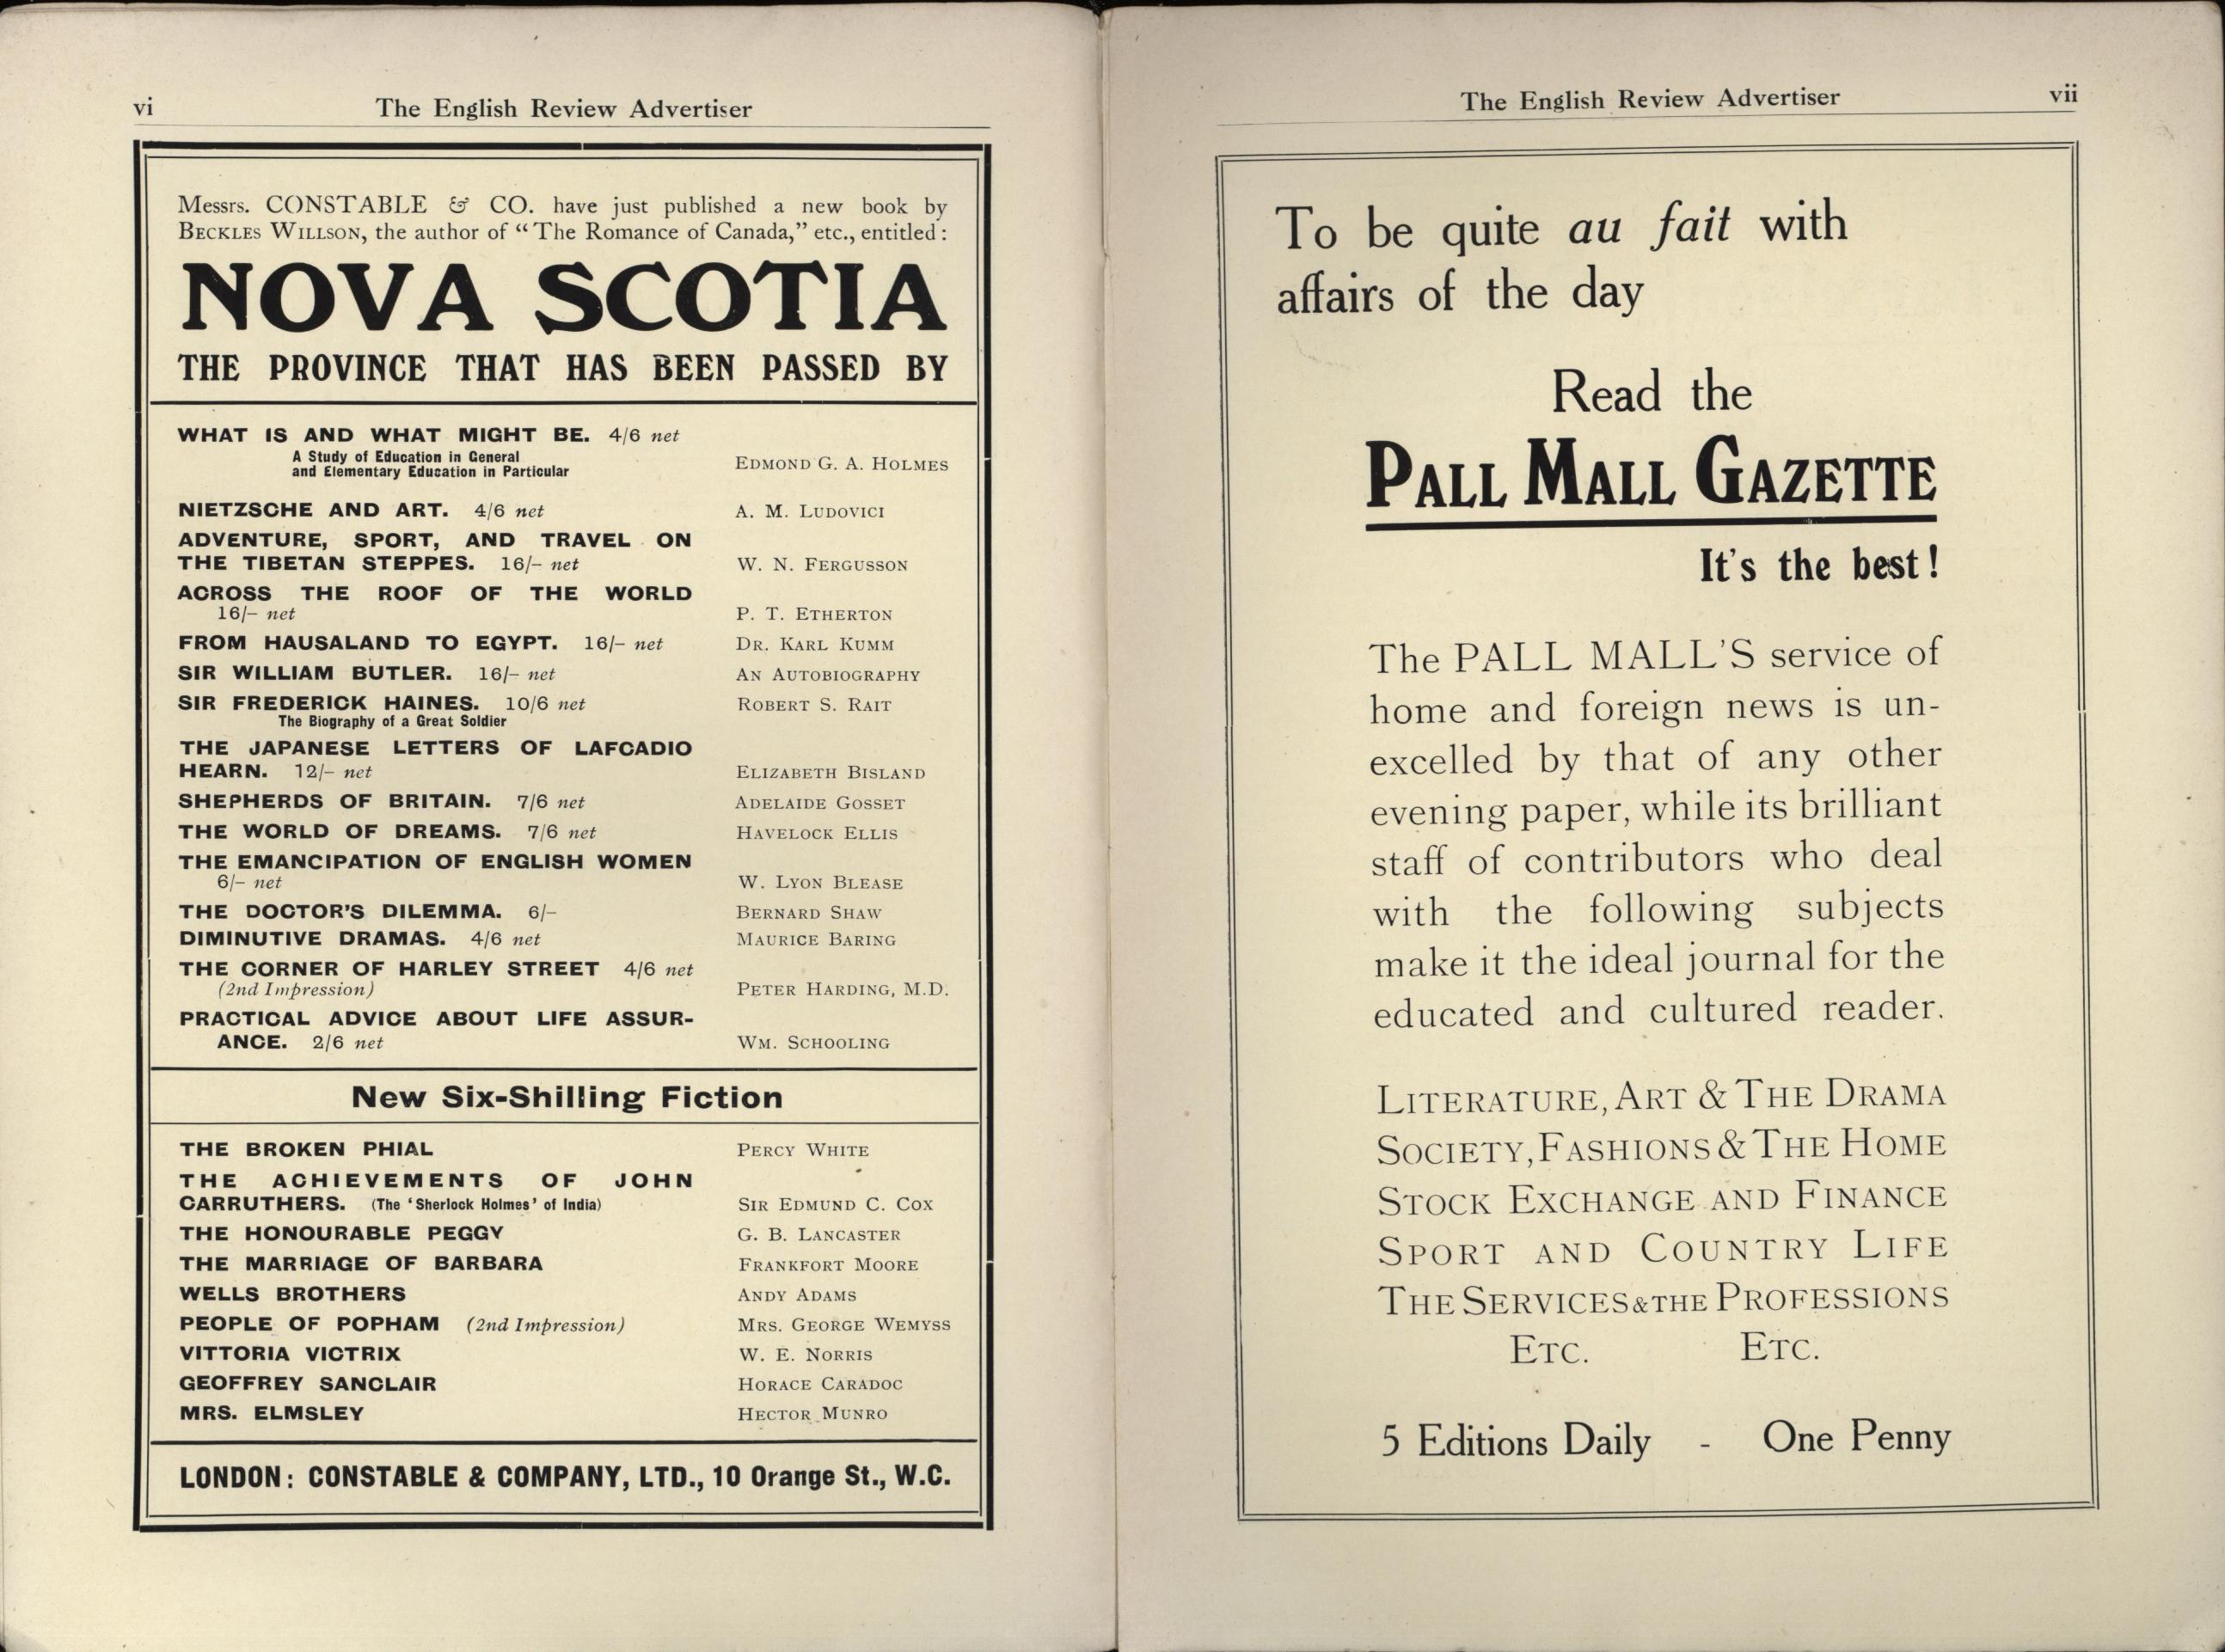 vi The English Review Advertiser
Messrs. CONSTABLE & CO. have just published a new book by
BECKLES WILLSON, the author of “The Romance of Canada,” etc., entitled:
NOVA SCOTIA
THE PROVINCE THAT HAS BEEN PASSED BY
WHAT IS AND WHAT MIGHT BE. 4/6 net
A Study of Education in General
and Elementary Education in Particular
EDMOND G. A. HOLMES
NIETZSCHE AND ART. 4/6 net A. M. LUDOVICI
ADVENTURE, SPORT, AND TRAVEL ON
THE TIBETAN STEPPES. 16/– net W. N. FERGUSSON
ACROSS THE ROOF OF THE WORLD
16/– net P. T. ETHERTON
FROM HAUSALAND TO EGYPT. 16/– net DR. KARL KUMM
SIR WILLIAM BUTLER. 16/– net AN AUTOBIOGRAPHY
SIR FREDERICK HAINES. 10/6 net ROBERT S. RAIT
The Biography of a Great Soldier
THE JAPANESE LETTERS OF LAFCADIO
HEARN. 12/– net ELIZABETH BISLAND
SHEPHERDS OF BRITAIN. 7/6 net ADELAIDE GOSSET
THE WORLD OF DREAMS. 7/6 net HAVELOCK ELLIS
THE EMANCIPATION OF ENGLISH WOMEN
6/– net W. LYON BLEASE
THE DOCTOR'S DILEMMA. 6/– BERNARD SHAW
DIMINUTIVE DRAMAS. 4/6 net MAURICE BARING
THE CORNER OF HARLEY STREET 4/6 net
(2nd Impression) PETER HARDING, M.D.
PRACTICAL ADVICE ABOUT LIFE ASSUR-
ANCE. 2/6 net WM. SCHOOLING
New Six-Shilling Fiction
THE BROKEN PHIAL PERCY WHITE
THE ACHIEVEMENTS OF JOHN
CARRUTHERS. (The ‘Sherlock Holmes’ of India) SIR EDMUND C. COX
THE HONOURABLE PEGGY G. B. LANCASTER
THE MARRIAGE OF BARBARA FRANKFORT MOORE
WELLS BROTHERS ANDY ADAMS
PEOPLE OF POPHAM (2nd Impression) MRS. GEORGE WEMYSS
VITTORIA VICTRIX W. E. NORRIS
GEOFFREY SANCLAIR HORACE CARADOC
MRS. ELMSLEY HECTOR MUNRO
LONDON: CONSTABLE & COMPANY, LTD., 10 Orange St., W.C.
The English Review Advertiser vii
To be quite au fait with
affairs of the day
Read the
PALL MALL GAZETTE
It's the best!
The PALL MALL'S service of
home and foreign news is un-
excelled by that of any other
evening paper, while its brilliant
staff of contributors who deal
with the following subjects
make it the ideal journal for the
educated and cultured reader.
LITERATURE, ART & THE DRAMA
SOCIETY, FASHIONS & THE HOME
STOCK EXCHANGE AND FINANCE
SPORT AND COUNTRY LIFE
THE SERVICES & THE PROFESSIONS
ETC. ETC.
5 Editions Daily - One Penny